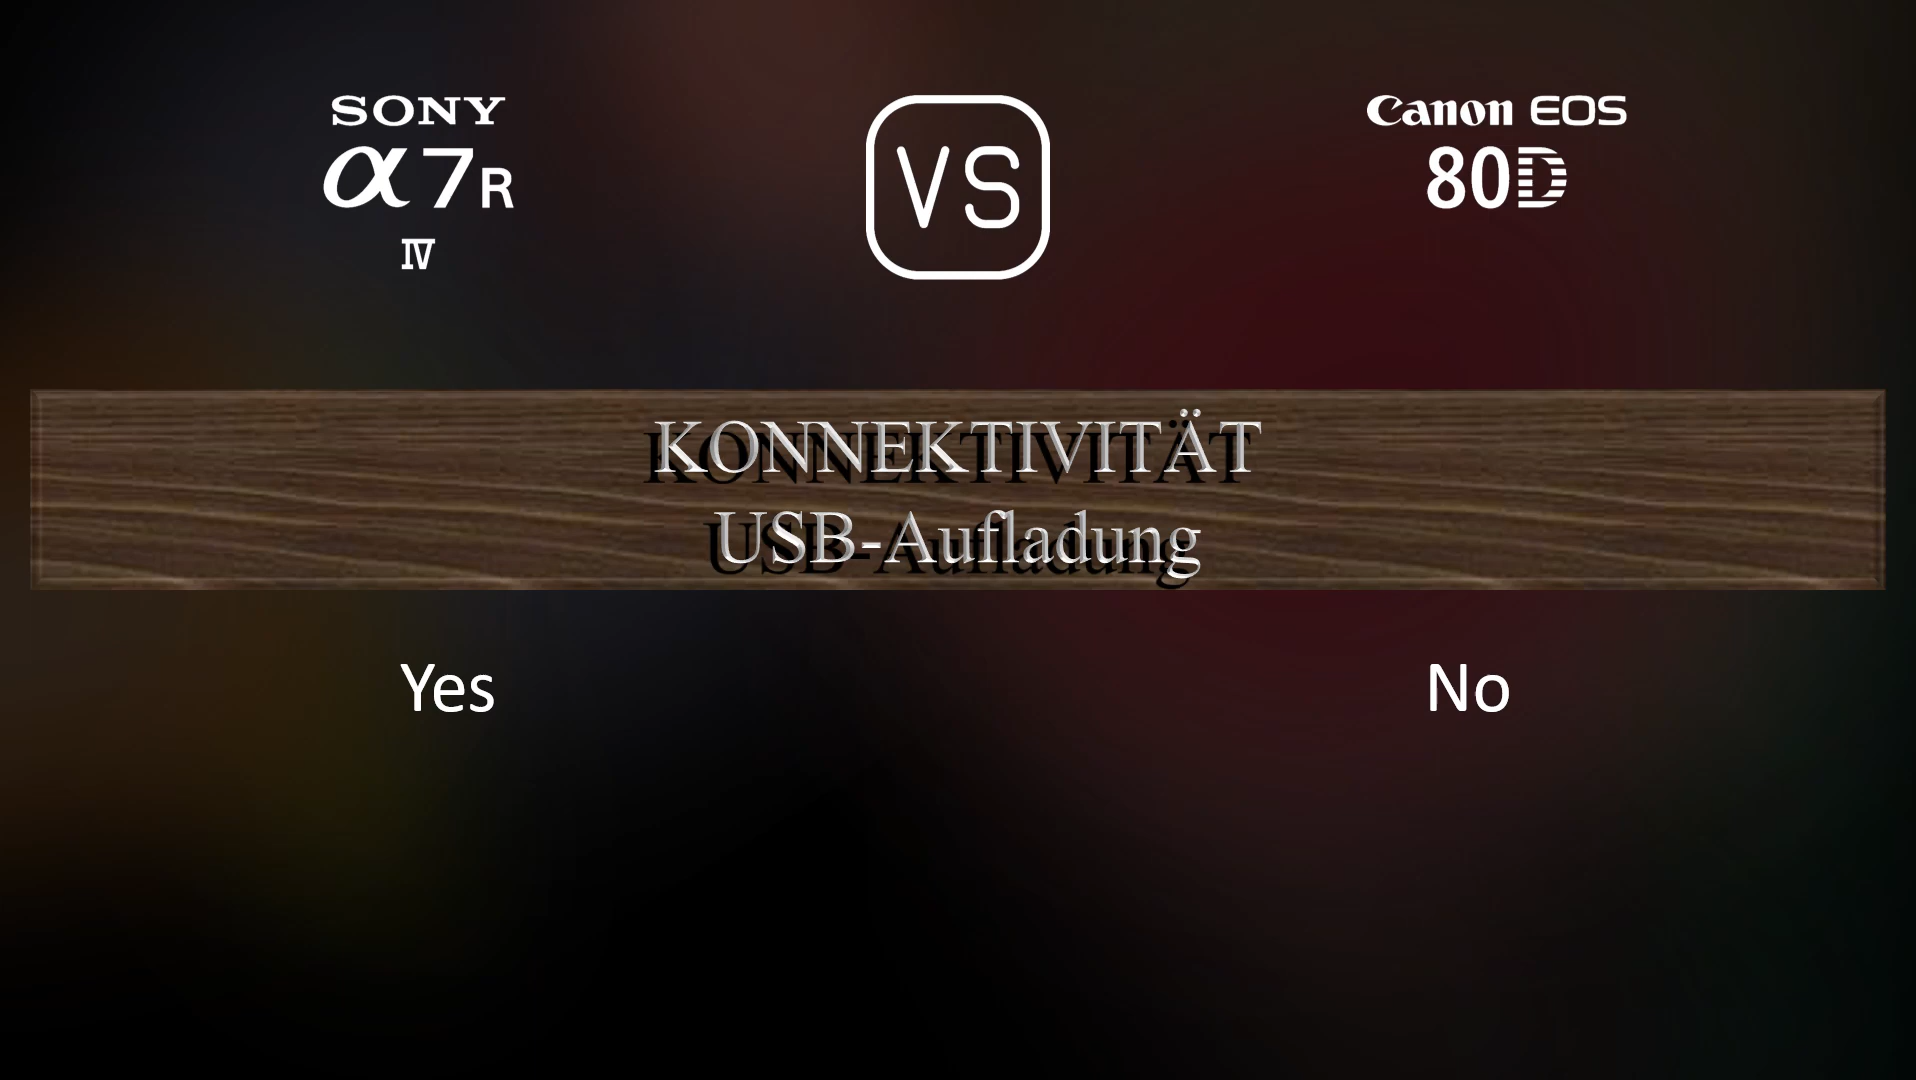 SONY
α7R
IV
VS
Canon EOS
80D
KONNEKTIVITÄT
USB-Aufladung
Yes
No